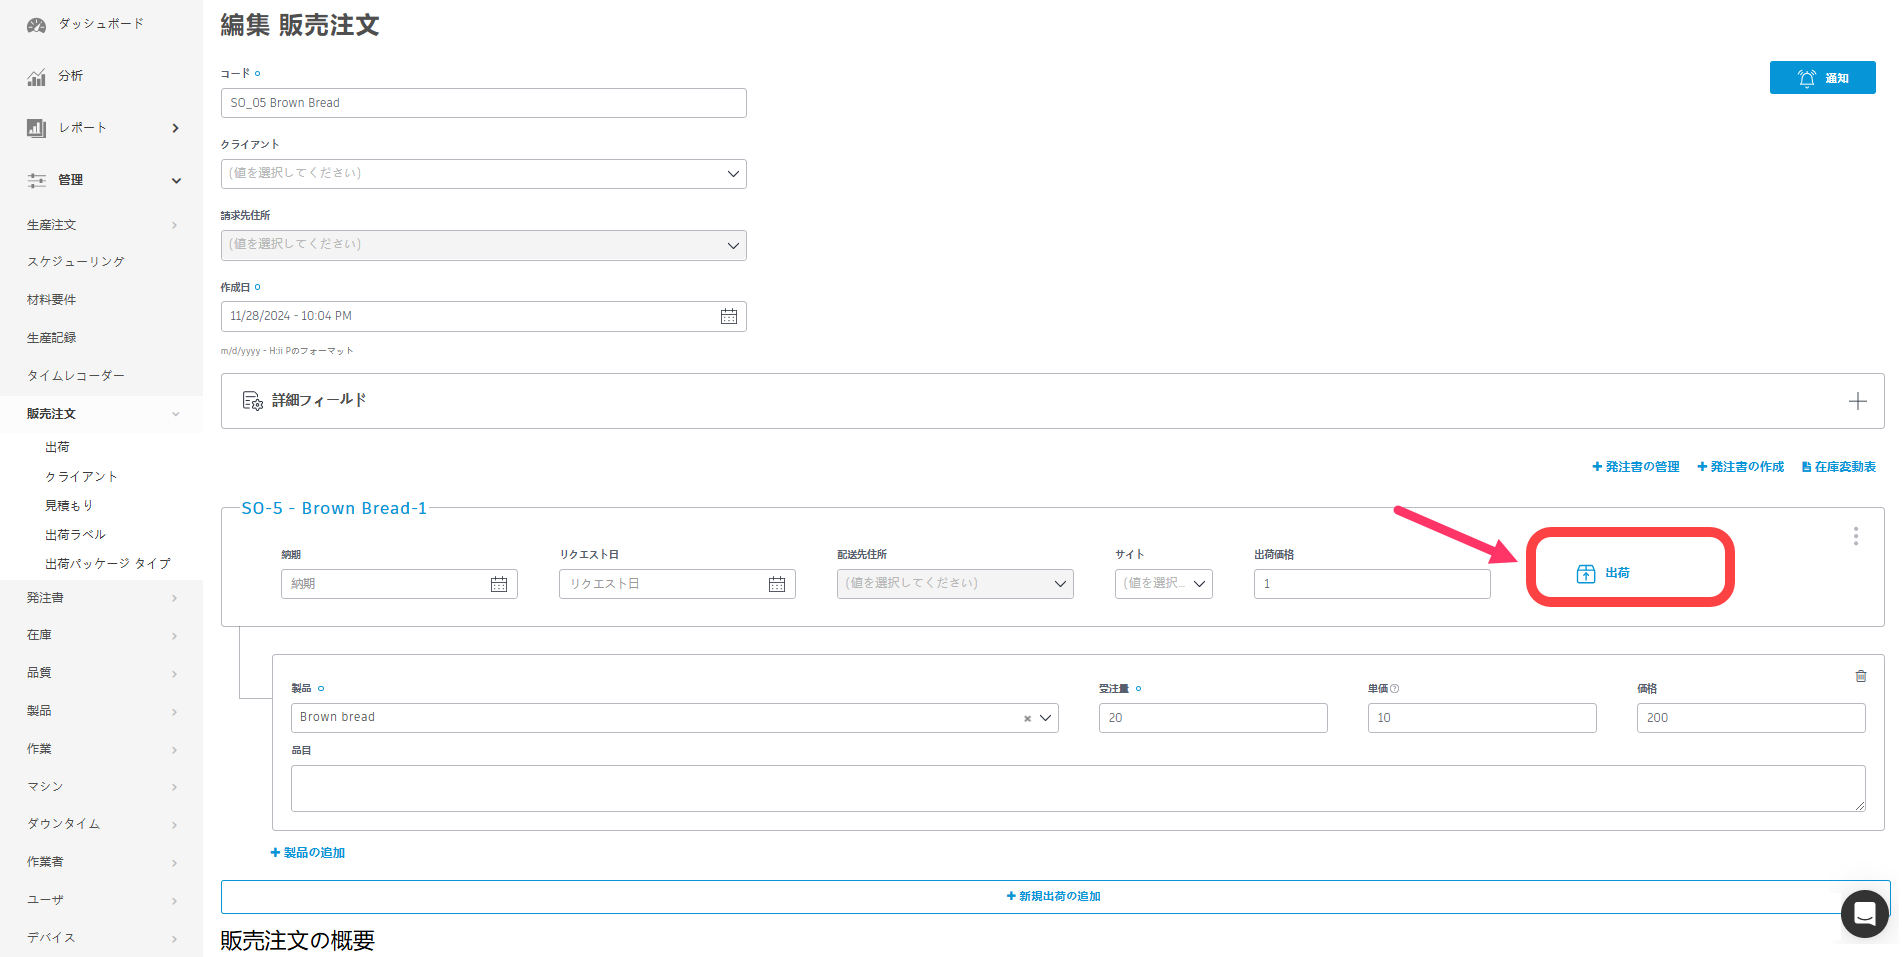 ダッシュボード
分析
レポート
管理
生産注文
スケジューリング
材料要件
生産記録
タイムレコーダー
販売注文
出荷
クライアント
見積もり
出荷ラベル
出荷パッケージ タイプ
発注書
在庫
品質
製品
作業
マシン
ダウンタイム
作業者
ユーザ
デバイス
編集 販売注文
通知
コード
SO_05 Brown Bread
クライアント
(値を選択してください)
請求先住所
(値を選択してください)
作成日
11/28/2024 - 10:04 PM
m/d/yyyy - H:ii Pのフォーマット
詳細フィールド
発注書の管理 発注書の作成 在庫変動表
SO-5 - Brown Bread-1
納期 リクエスト日 配送先住所 サイト 出荷価格
納期 リクエスト日 (値を選択してください) (値を選択... 1 出荷
製品 受注量 単価 価格
Brown bread 20 10 200
品目
製品の追加
新規出荷の追加
販売注文の概要